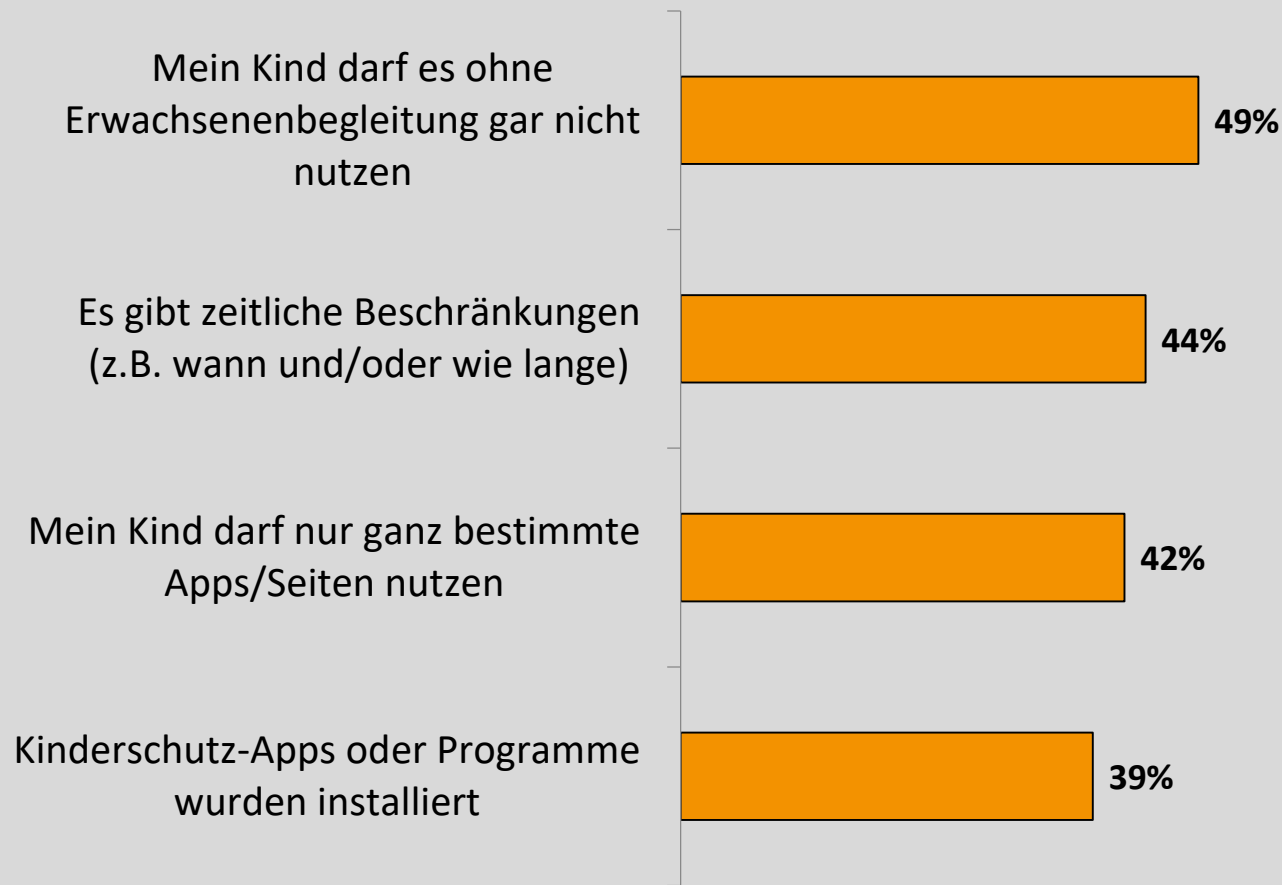 Mein Kind darf es ohne
Erwachsenenbegleitung gar nicht
nutzen
49%
Es gibt zeitliche Beschränkungen
(z.B. wann und/oder wie lange)
44%
Mein Kind darf nur ganz bestimmte
Apps/Seiten nutzen
42%
Kinderschutz-Apps oder Programme
wurden installiert
39%